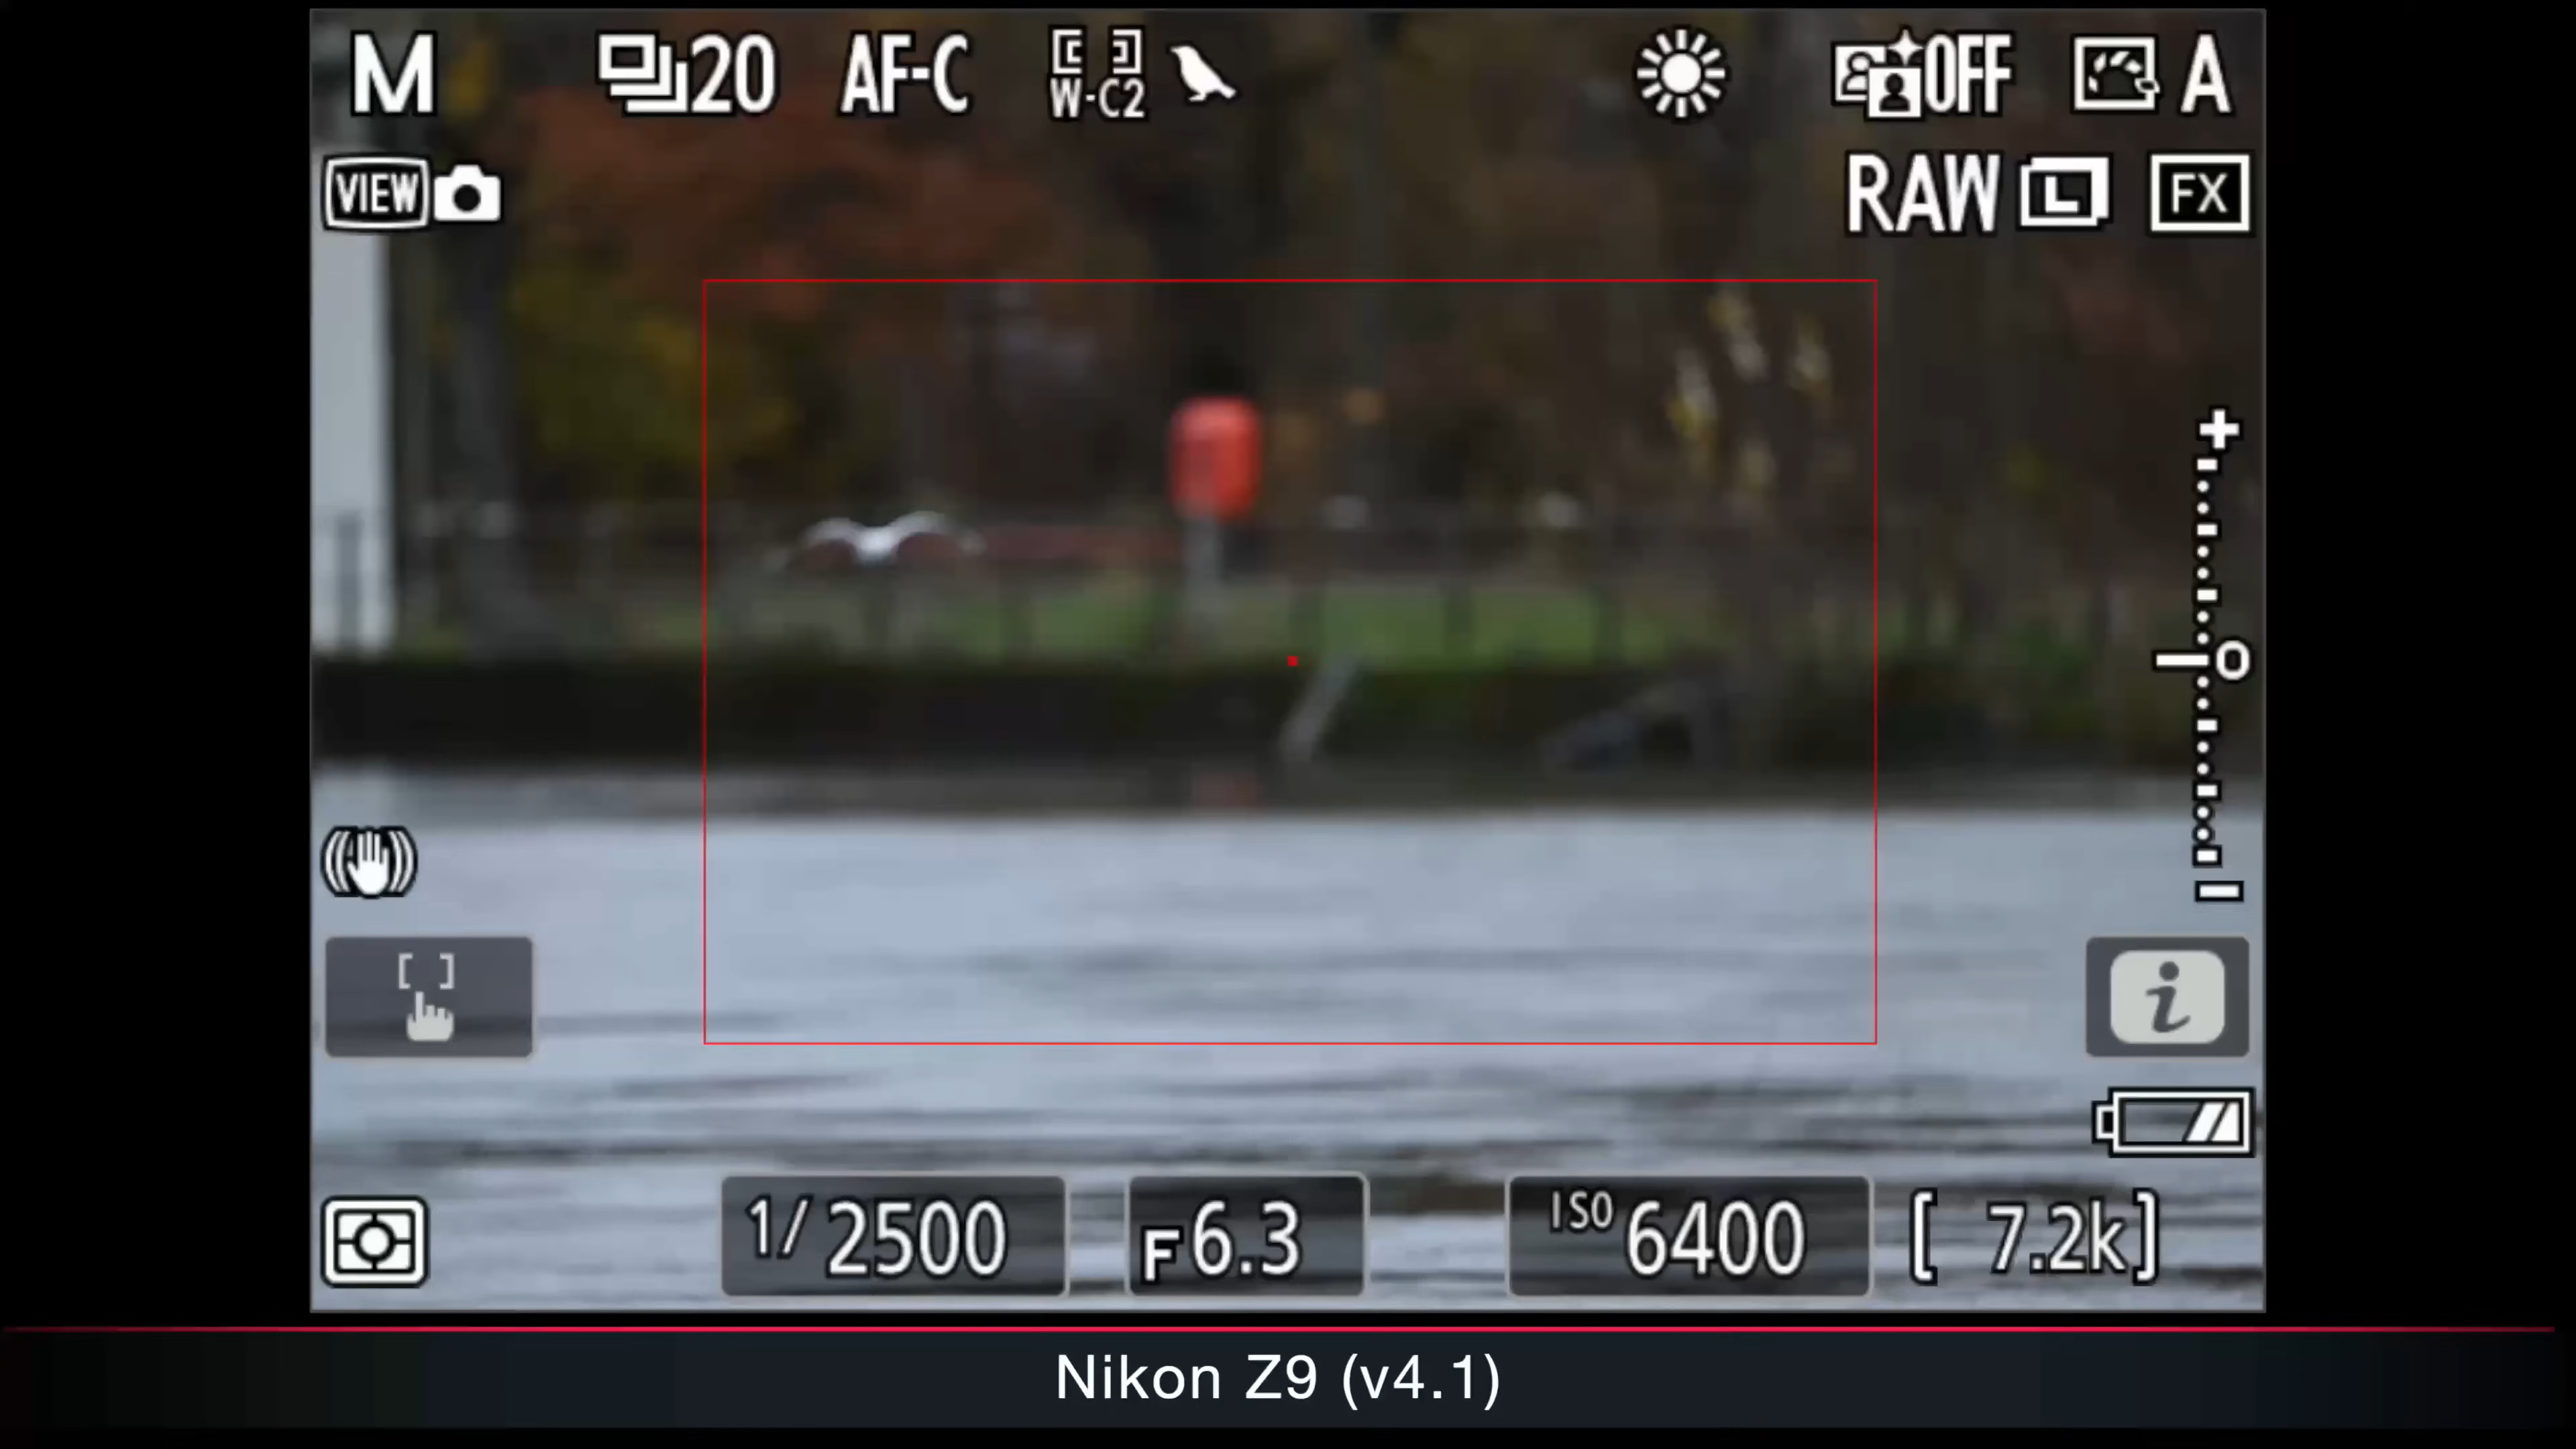 M 20 AF-C W-C2 OFF A
VIEW RAW L FX
+
0
-
i
1/2500 F6.3 ISO 6400 [ 7.2k]
Nikon Z9 (v4.1)